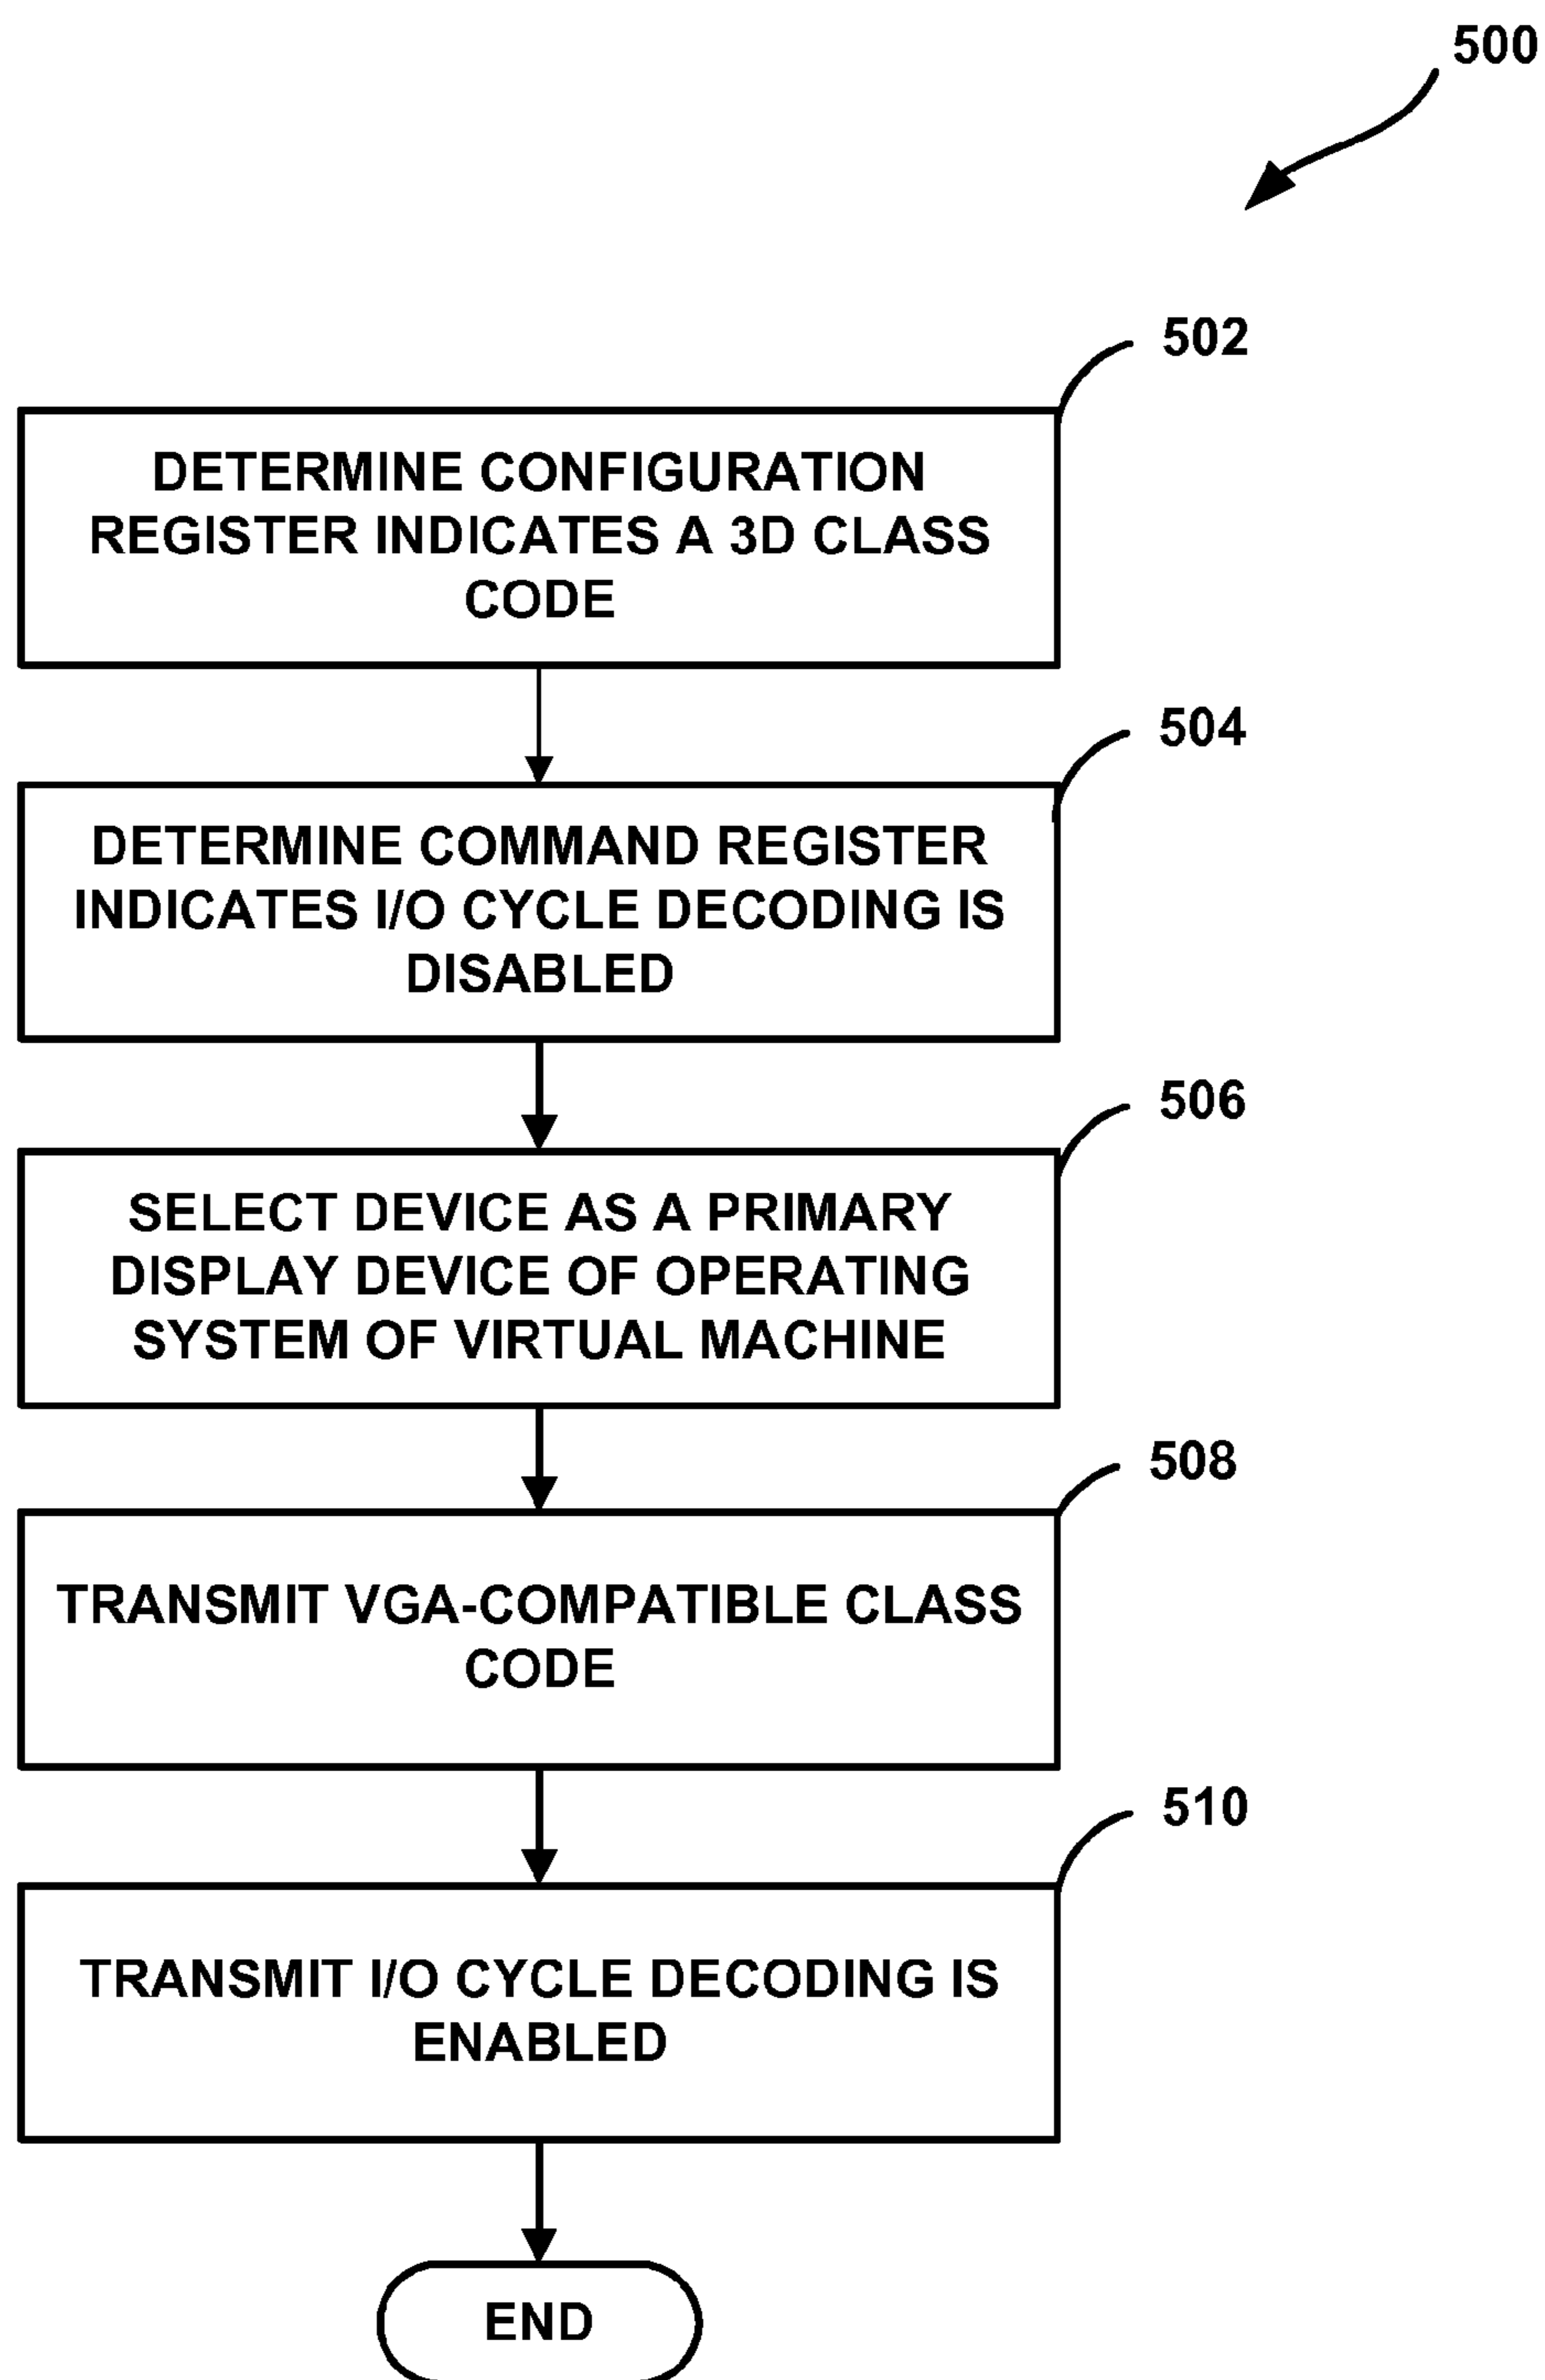 500
502
DETERMINE CONFIGURATION
REGISTER INDICATES A 3D CLASS
CODE
504
DETERMINE COMMAND REGISTER
INDICATES I/O CYCLE DECODING IS
DISABLED
506
SELECT DEVICE AS A PRIMARY
DISPLAY DEVICE OF OPERATING
SYSTEM OF VIRTUAL MACHINE
508
TRANSMIT VGA-COMPATIBLE CLASS
CODE
510
TRANSMIT I/O CYCLE DECODING IS
ENABLED
END